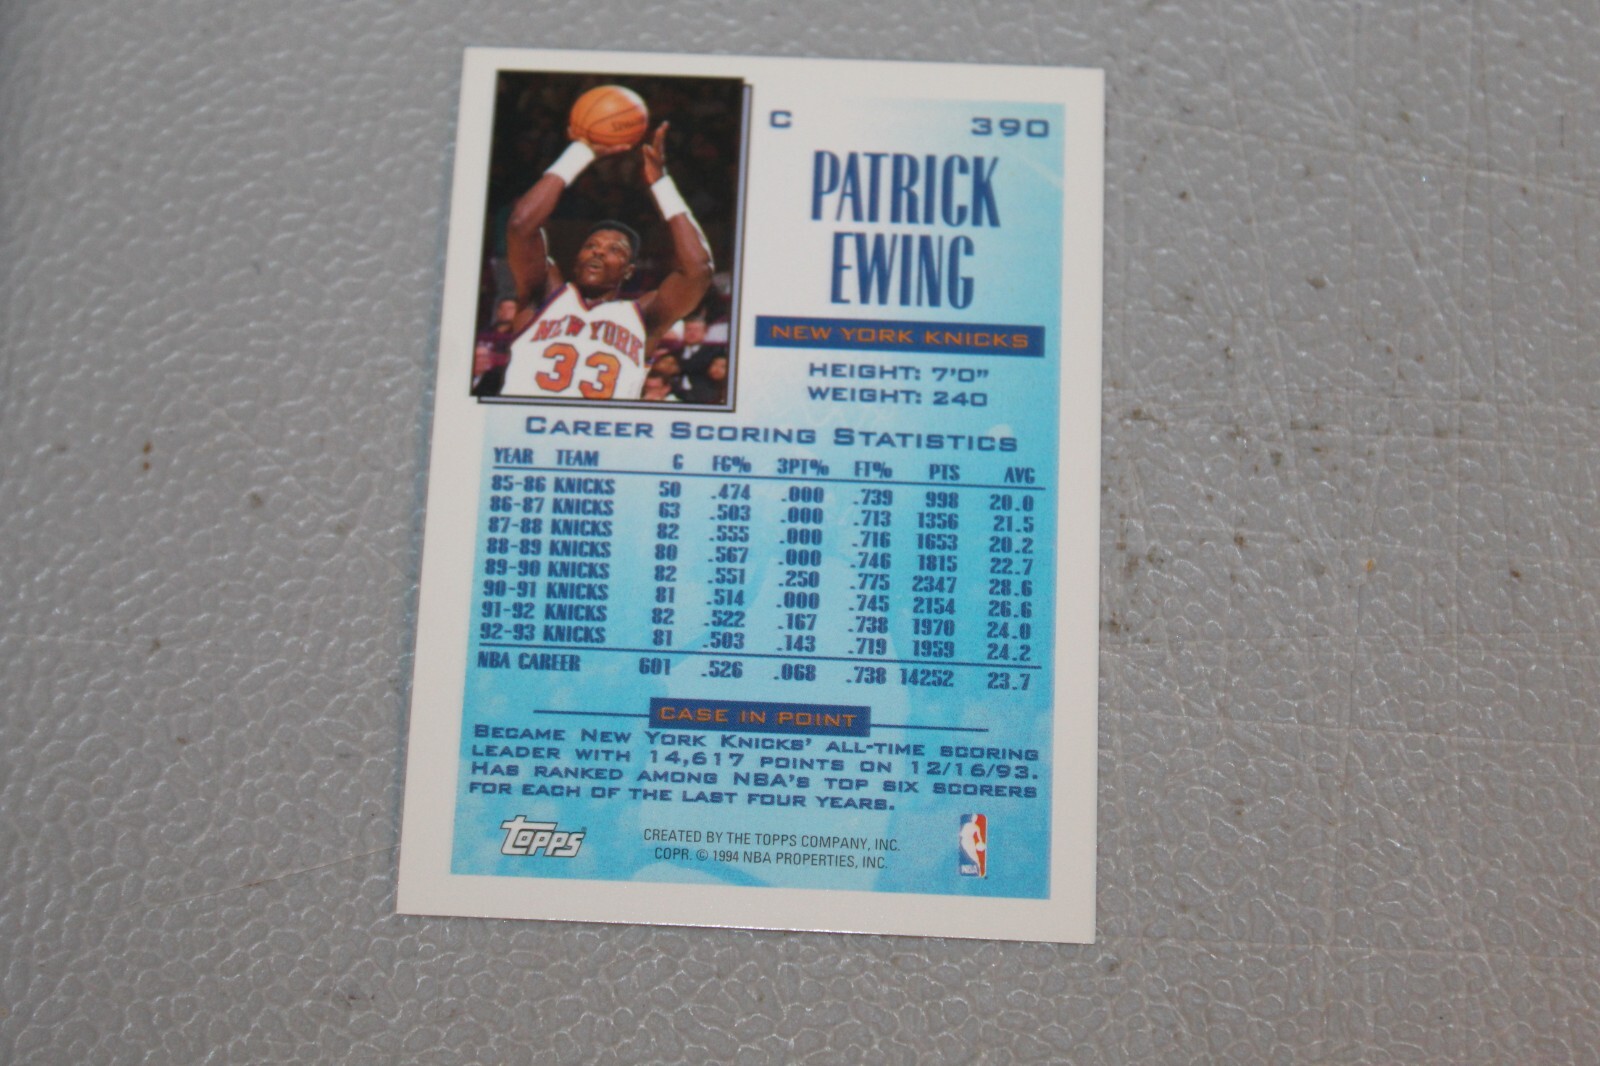 C 390
PATRICK
EWING
NEW YORK KNICKS
HEIGHT: 7'0"
WEIGHT: 240
NEW YORK
33
CAREER SCORING STATISTICS
YEAR TEAM G FG% 3PT% FT% PTS AVG
85-86 KNICKS 50 .474 .000 .739 998 20.0
86-87 KNICKS 63 .503 .000 .713 1356 21.5
87-88 KNICKS 82 .555 .000 .716 1653 20.2
88-89 KNICKS 80 .567 .000 .746 1815 22.7
89-90 KNICKS 82 .551 .250 .775 2347 28.6
90-91 KNICKS 81 .514 .000 .745 2154 26.6
91-92 KNICKS 82 .522 .167 .738 1970 24.0
92-93 KNICKS 81 .503 .143 .719 1959 24.2
NBA CAREER 601 .526 .068 .738 14252 23.7
CASE IN POINT
BECAME NEW YORK KNICKS' ALL-TIME SCORING
LEADER WITH 14,617 POINTS ON 12/16/93.
HAS RANKED AMONG NBA'S TOP SIX SCORERS
FOR EACH OF THE LAST FOUR YEARS.
TOPPS
CREATED BY THE TOPPS COMPANY, INC.
COPR. © 1994 NBA PROPERTIES, INC.
NBA